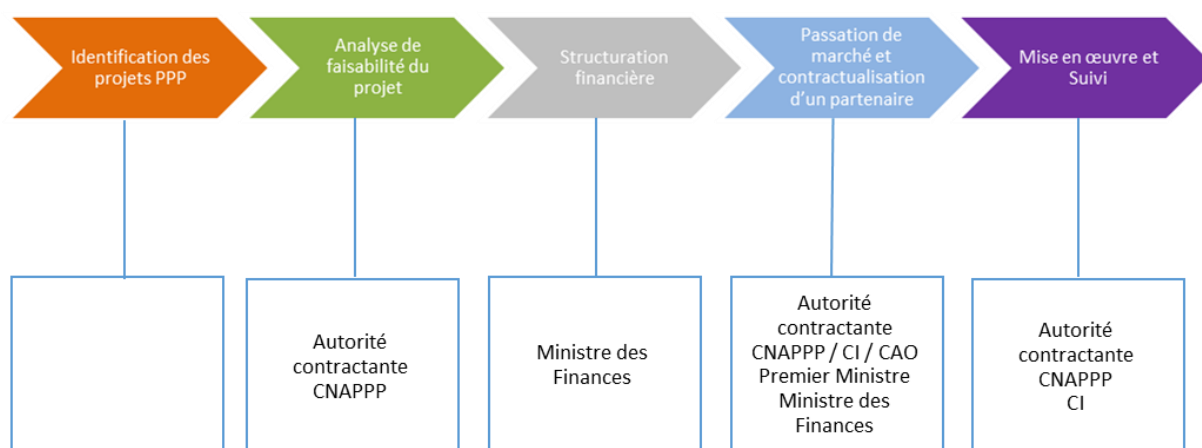 Identification des
projets PPP
Analyse de
faisabilité du
projet
Structuration
financière
Passation de
marché et
contractualisation
d'un partenaire
Mise en œuvre et
Suivi
Autorité
contractante
CNAPPP
Ministre des
Finances
Autorité
contractante
CNAPPP / CI / CAO
Premier Ministre
Ministre des
Finances
Autorité
contractante
CNAPPP
CI